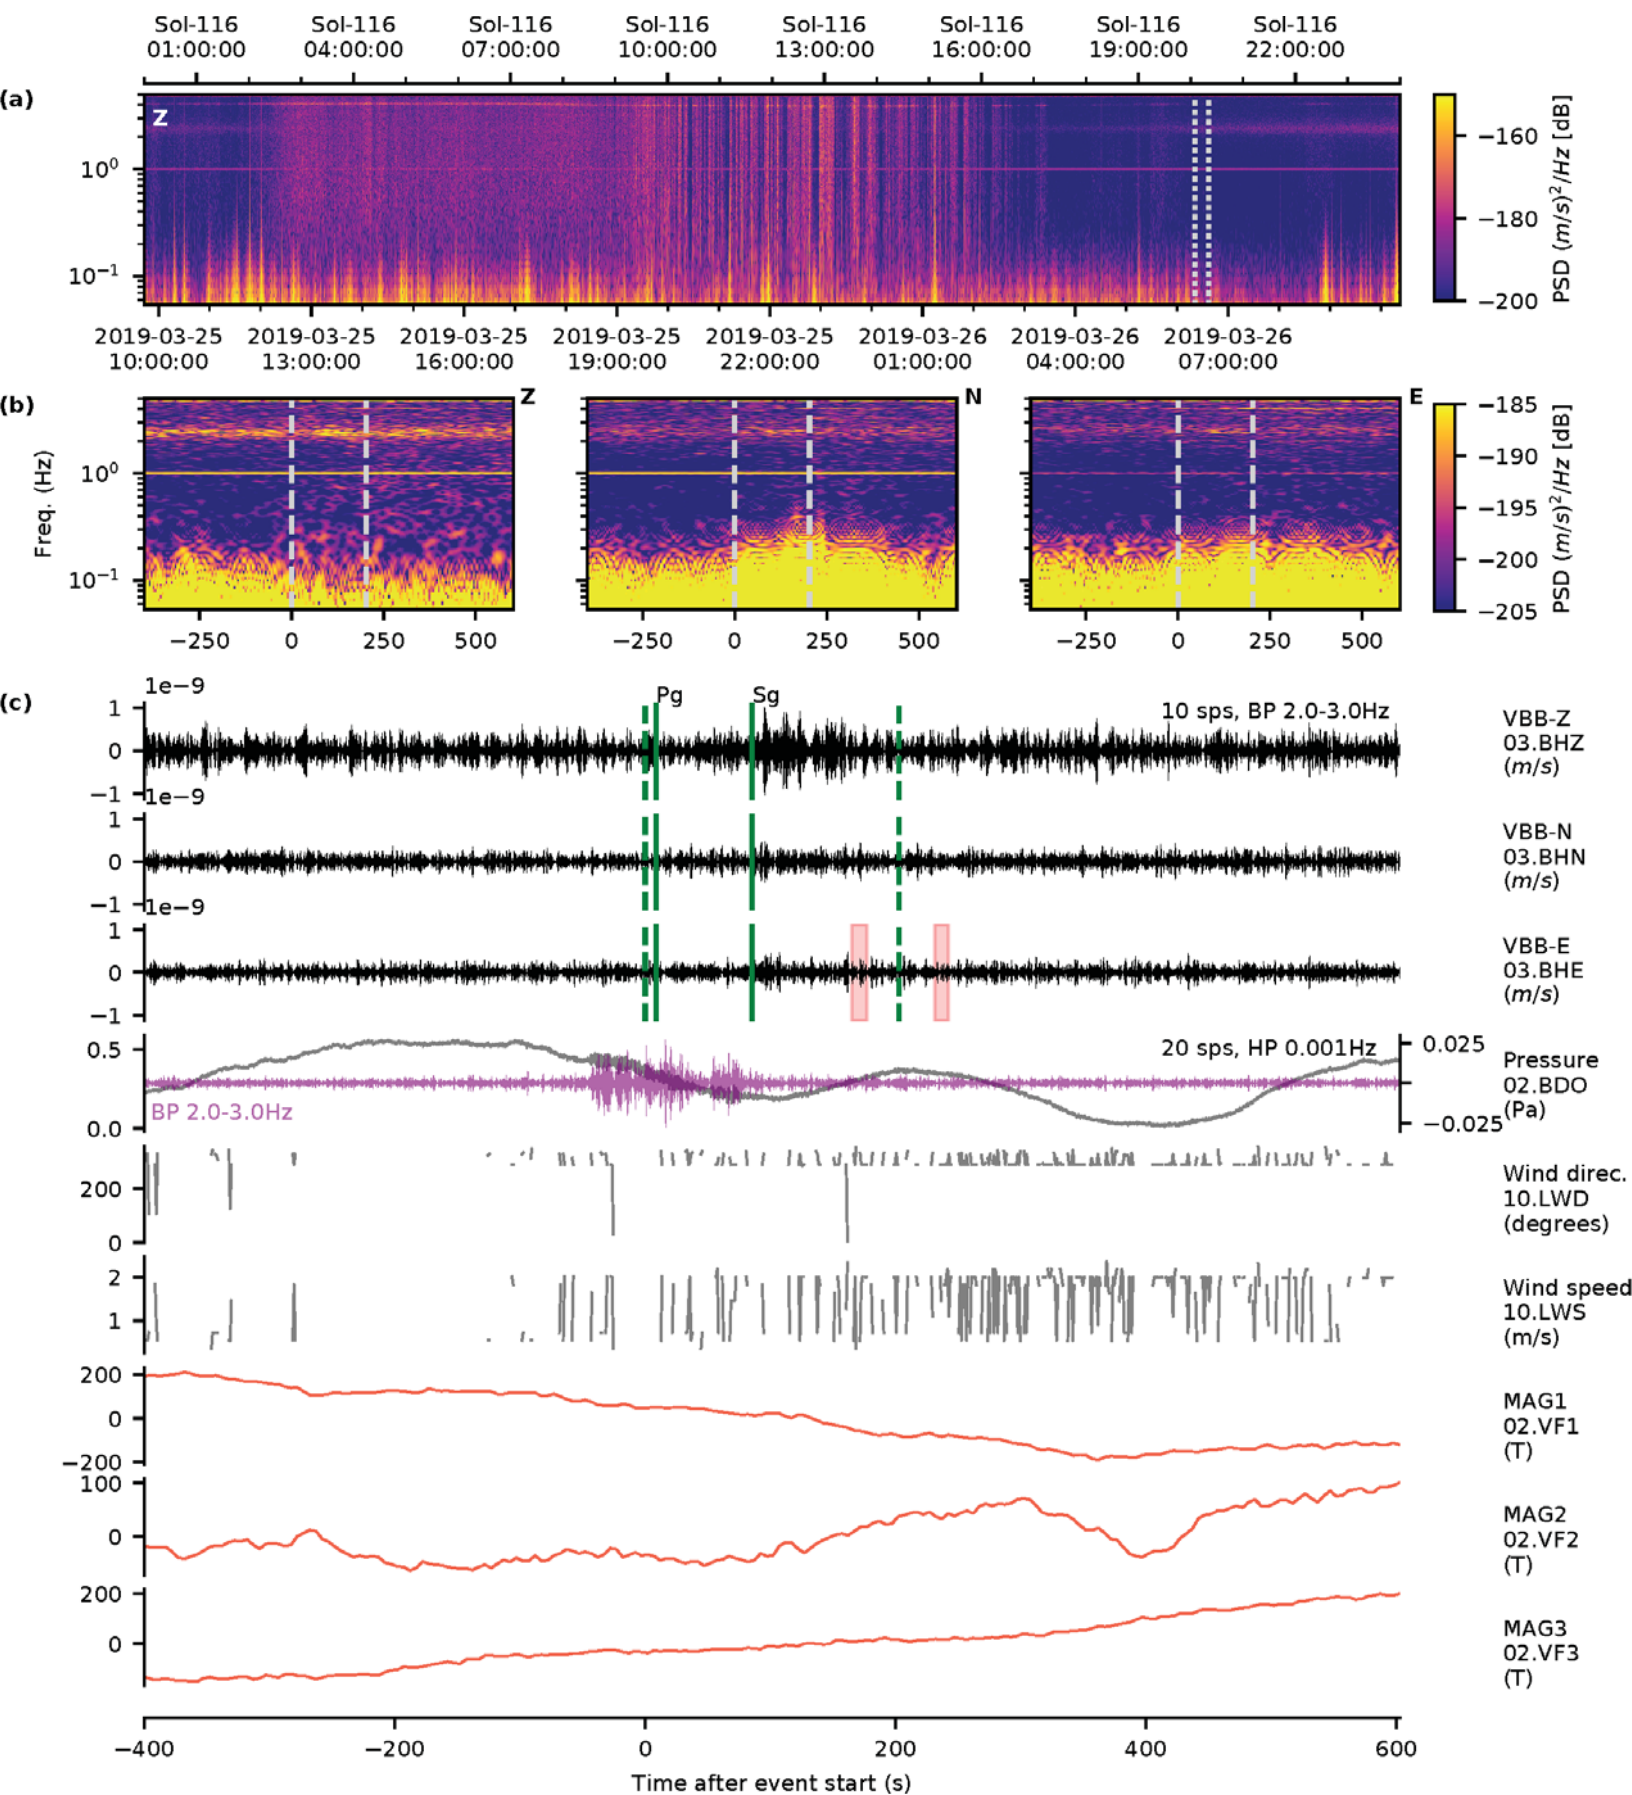 Sol-116 Sol-116 Sol-116 Sol-116 Sol-116 Sol-116 Sol-116 Sol-116
01:00:00 04:00:00 07:00:00 10:00:00 13:00:00 16:00:00 19:00:00 22:00:00
(a)
Z
10⁰
10⁻¹
−160
−180
−200
PSD (m/s)²/Hz [dB]
2019-03-25 2019-03-25 2019-03-25 2019-03-25 2019-03-25 2019-03-26 2019-03-26 2019-03-26
10:00:00 13:00:00 16:00:00 19:00:00 22:00:00 01:00:00 04:00:00 07:00:00
(b)
Z N E
Freq. (Hz)
10⁰
10⁻¹
−185
−190
−195
−200
−205
PSD (m/s)²/Hz [dB]
−250 0 250 500 −250 0 250 500 −250 0 250 500
(c)
1e−9
Pg Sg
10 sps, BP 2.0-3.0Hz
1
0
−1
VBB-Z
03.BHZ
(m/s)
1e−9
1
0
−1
VBB-N
03.BHN
(m/s)
1e−9
1
0
−1
VBB-E
03.BHE
(m/s)
20 sps, HP 0.001Hz
0.5
0.0
BP 2.0-3.0Hz
0.025
−0.025
Pressure
02.BDO
(Pa)
200
0
Wind direc.
10.LWD
(degrees)
2
1
Wind speed
10.LWS
(m/s)
200
0
−200
MAG1
02.VF1
(T)
100
0
MAG2
02.VF2
(T)
200
0
MAG3
02.VF3
(T)
−400 −200 0 200 400 600
Time after event start (s)